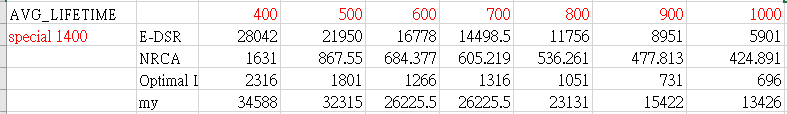 AVG_LIFETIME 400 500 600 700 800 900 1000
special 1400 E-DSR 28042 21950 16778 14498.5 11756 8951 5901
NRCA 1631 867.55 684.377 605.219 536.261 477.813 424.891
Optimal I 2316 1801 1266 1316 1051 731 696
my 34588 32315 26225.5 26225.5 23131 15422 13426